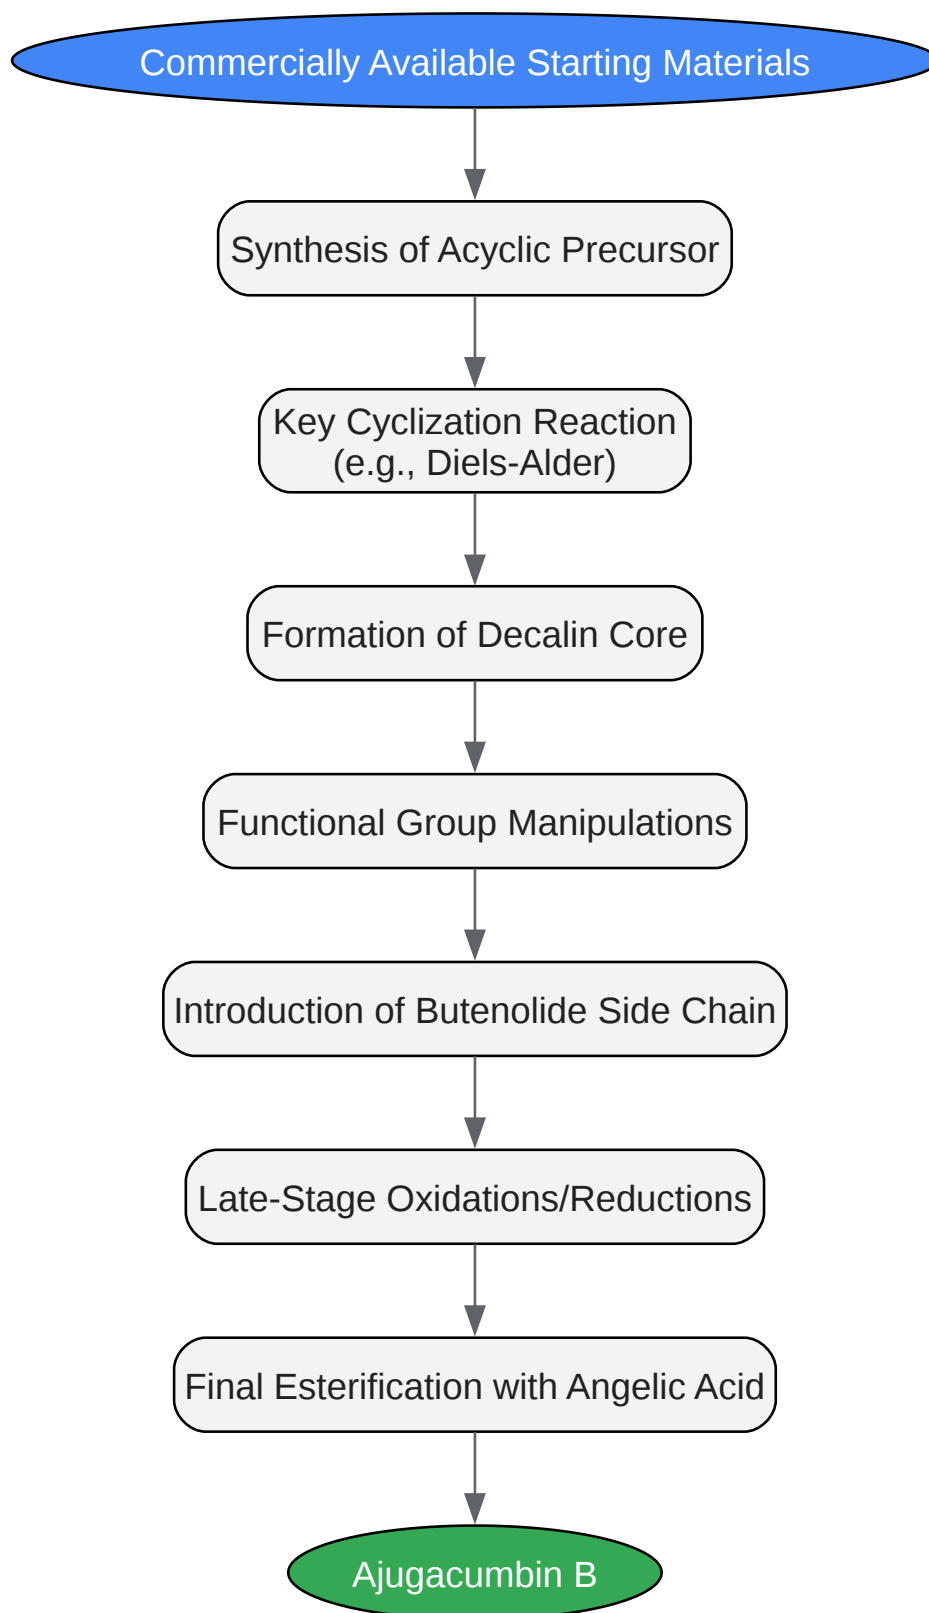 Commercially Available Starting Materials
Synthesis of Acyclic Precursor
Key Cyclization Reaction
(e.g., Diels-Alder)
Formation of Decalin Core
Functional Group Manipulations
Introduction of Butenolide Side Chain
Late-Stage Oxidations/Reductions
Final Esterification with Angelic Acid
Ajugacumbin B